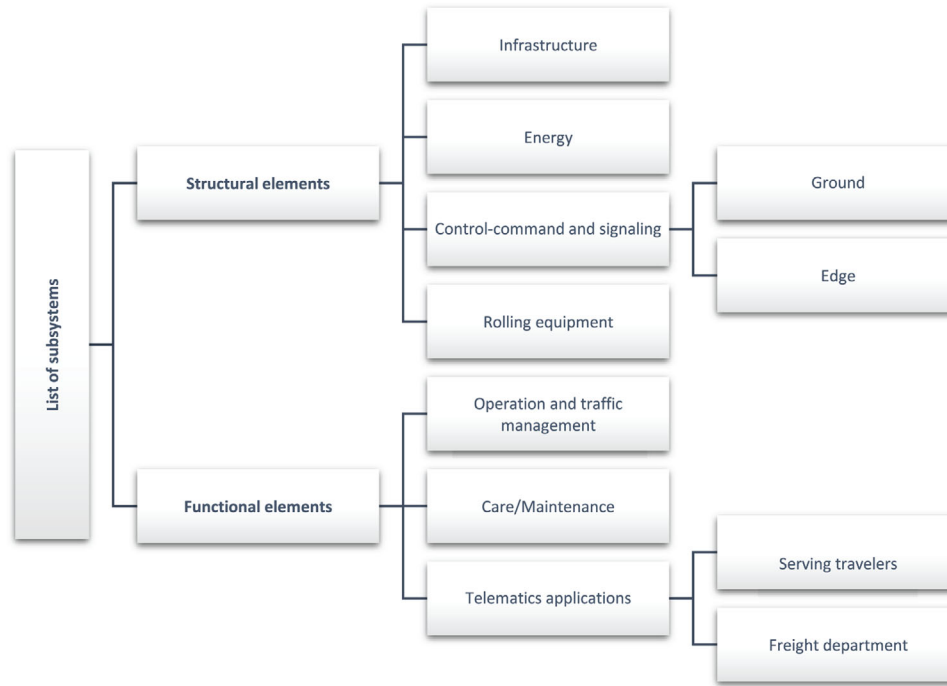 List of subsystems
Structural elements
Infrastructure
Energy
Control-command and signaling
Ground
Edge
Rolling equipment
Functional elements
Operation and traffic
management
Care/Maintenance
Telematics applications
Serving travelers
Freight department